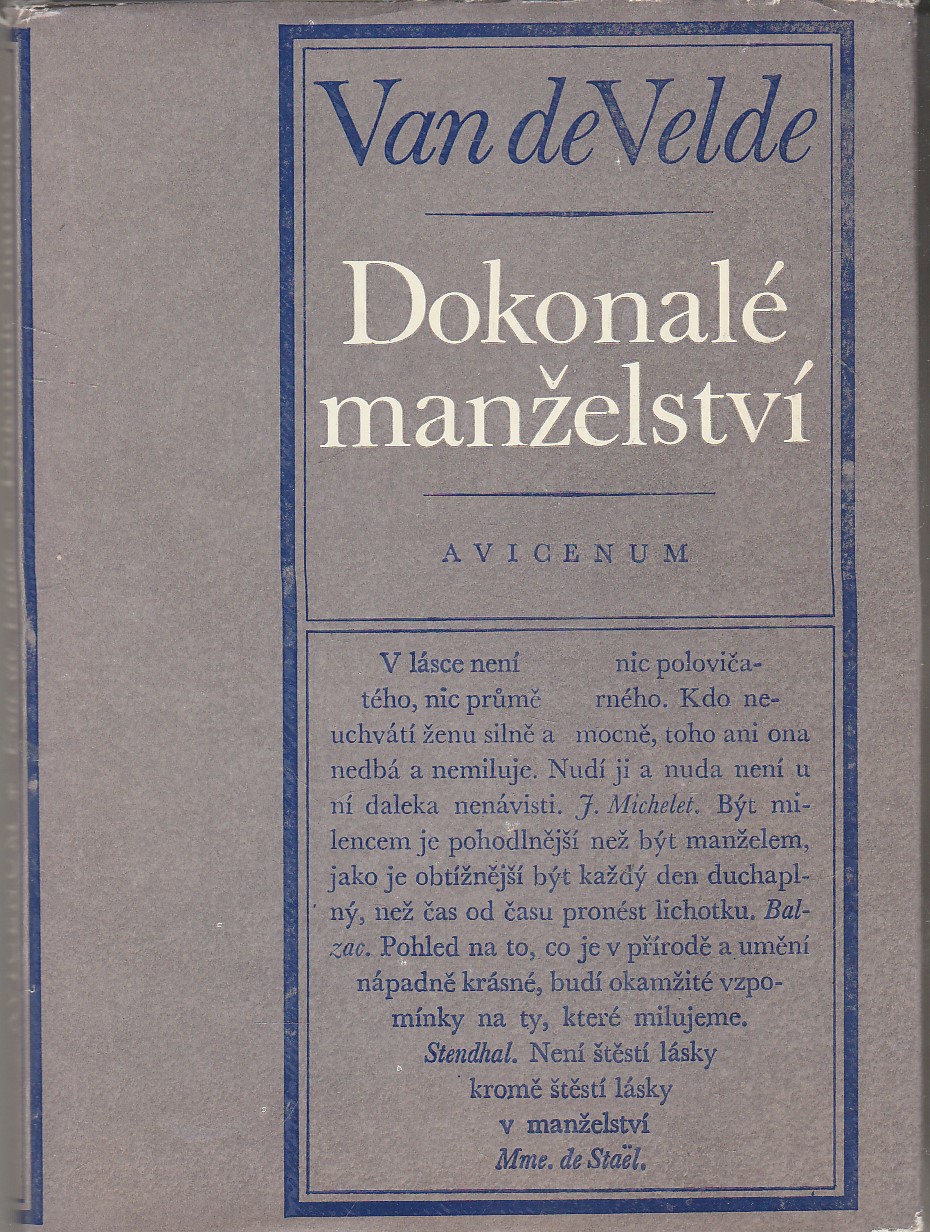 Van de Velde
Dokonalé
manželství
AVICENUM
V lásce není nic poloviča-
tého, nic průmě rného. Kdo ne-
uchvátí ženu silně a mocně, toho ani ona
nedbá a nemiluje. Nudí ji a nuda není u
ní daleka nenávisti. J. Michelet. Být mi-
lencem je pohodlnější než být manželem,
jako je obtížnější být každý den duchapl-
ný, než čas od času pronést lichotku. Bal-
zac. Pohled na to, co je v přírodě a umění
nápadně krásné, budí okamžité vzpo-
mínky na ty, které milujeme.
Stendhal. Není štěstí lásky
kromě štěstí lásky
v manželství
Mme. de Staël.